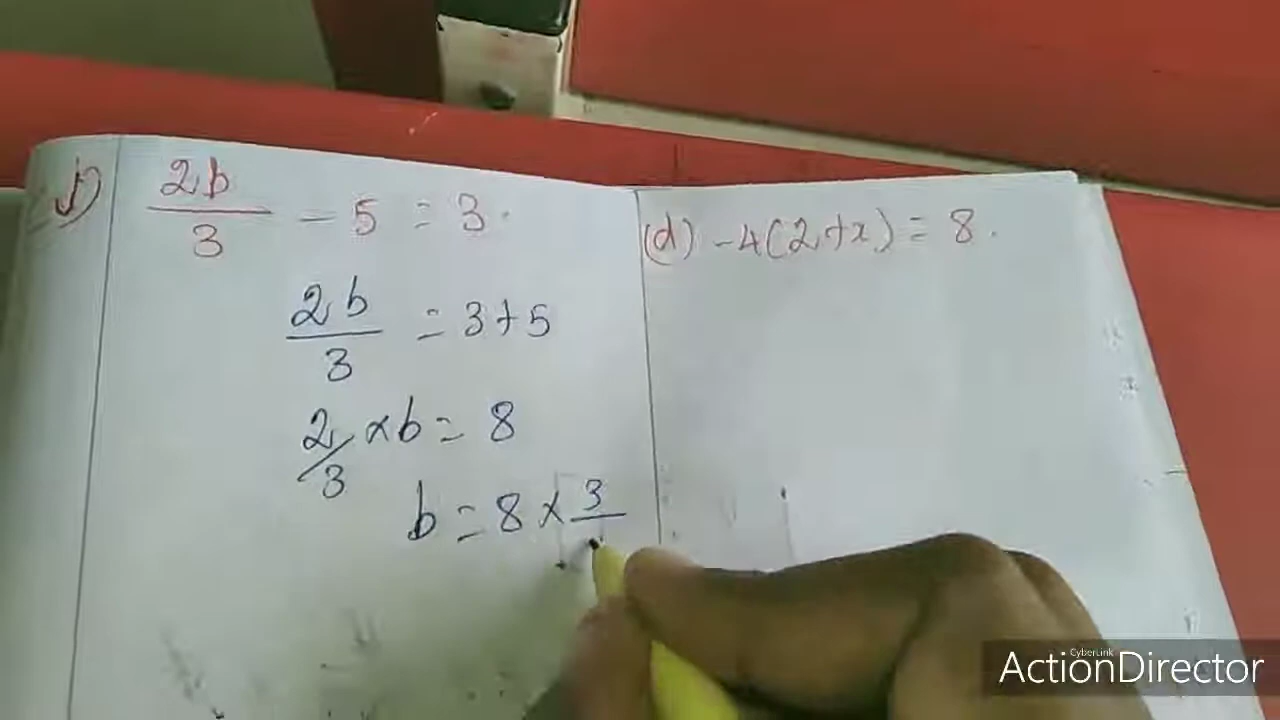 2b/3 - 5 = 3.
2b/3 = 3+5
2/3 × b = 8
b = 8 × 3
(d) -4(2+x) = 8.
CyberLink
ActionDirector